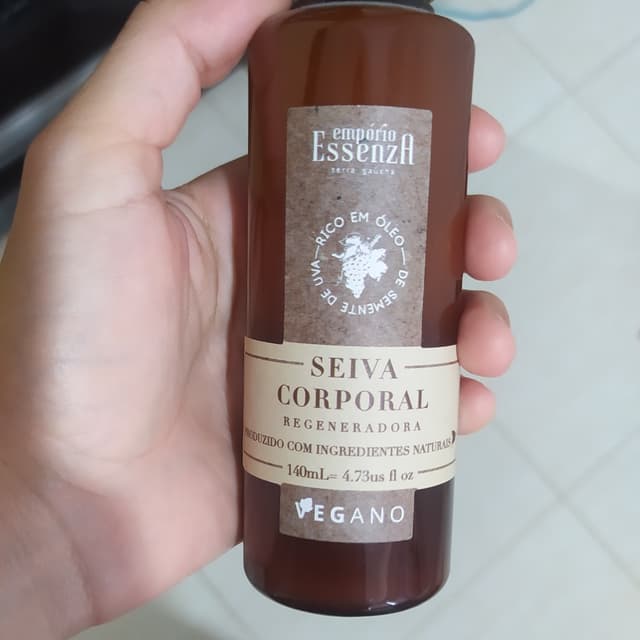 empório
EssenzA
serra gaúcha
RICO EM ÓLEO — DE SEMENTE DE UVA —
SEIVA
CORPORAL
REGENERADORA
PRODUZIDO COM INGREDIENTES NATURAIS
140mL= 4.73us fl oz
VEGANO